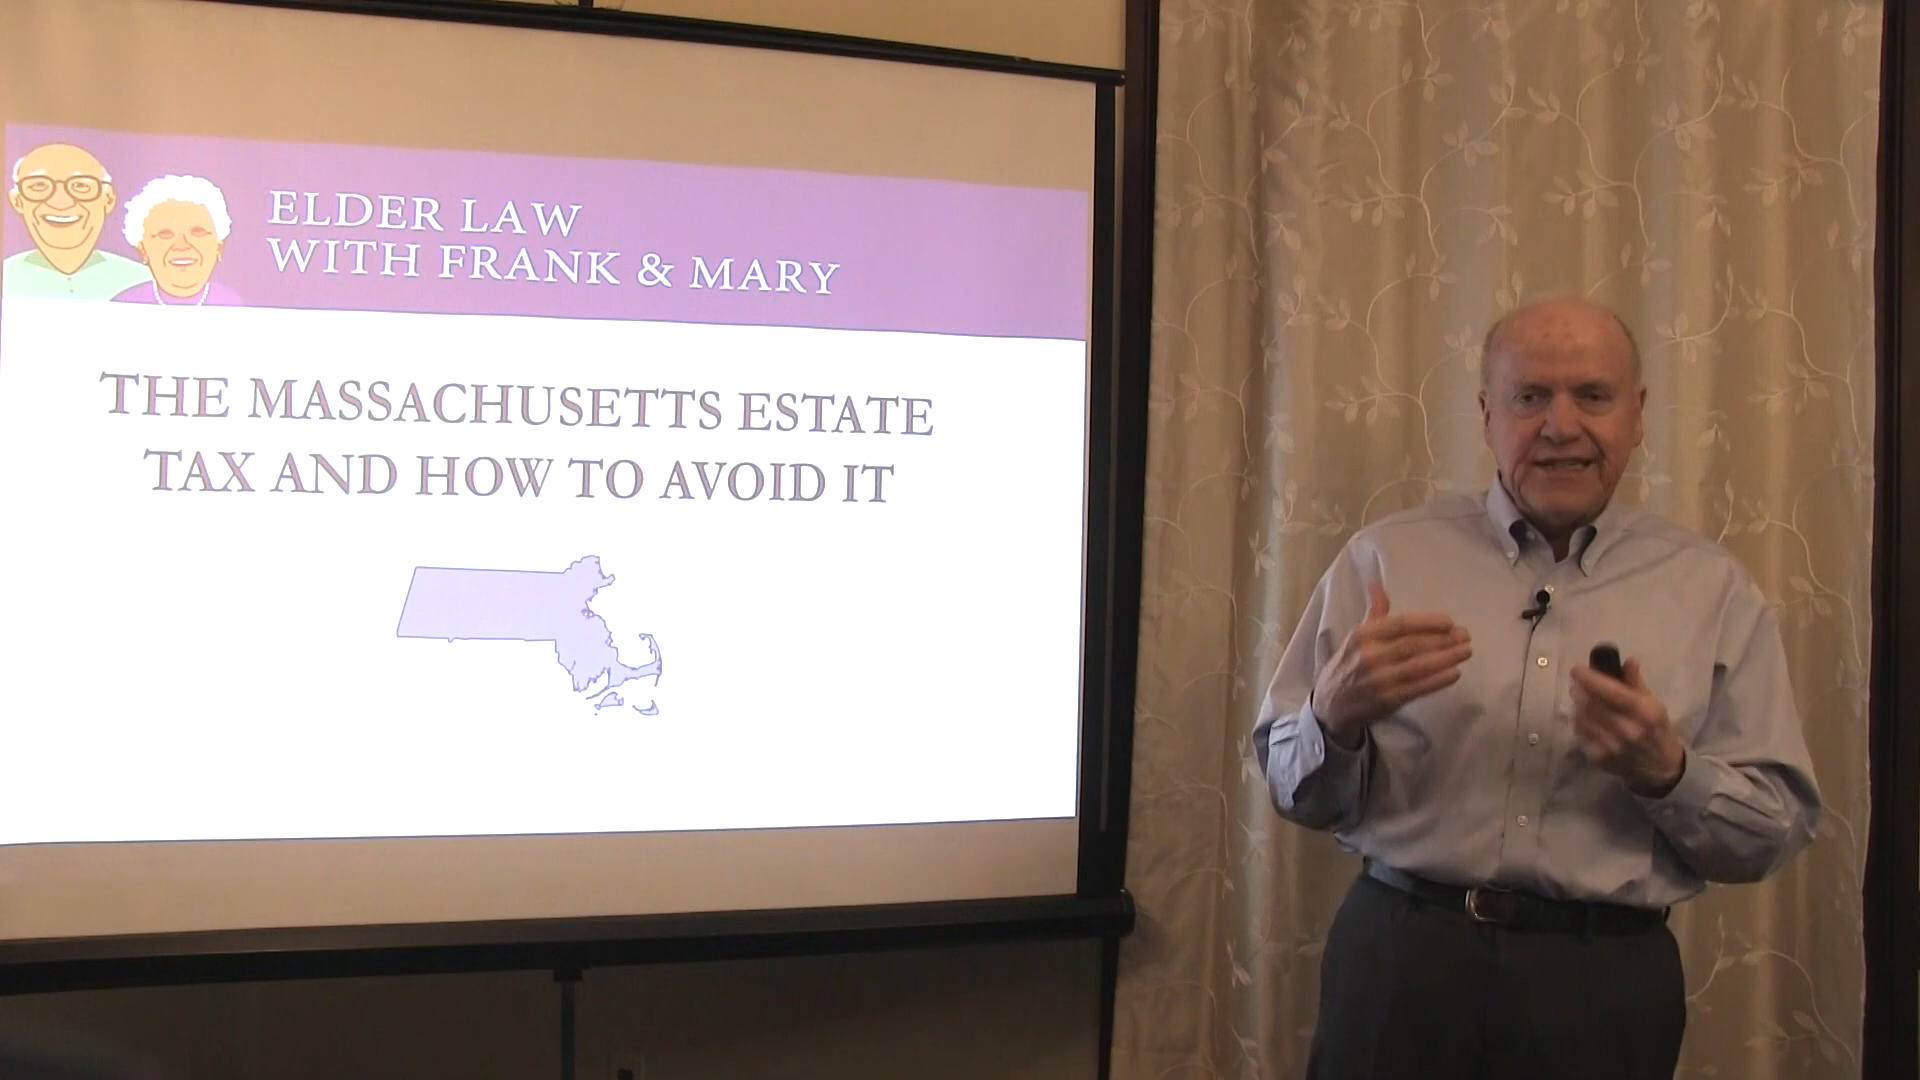 ELDER LAW
WITH FRANK & MARY
THE MASSACHUSETTS ESTATE
TAX AND HOW TO AVOID IT